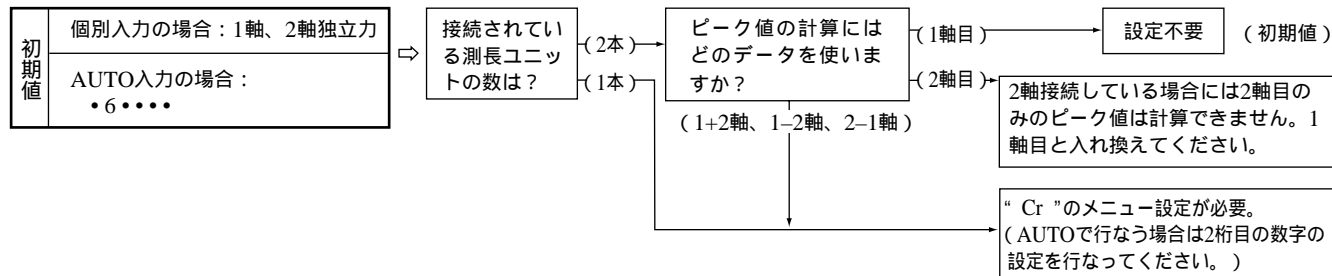 初期値
個別入力の場合：1軸、2軸独立力
AUTO入力の場合：
•6••••
⇨
接続されてい
る測長ユニッ
トの数は？
（2本）
（1本）
ピーク値の計算には
どのデータを使いま
すか？
（1軸目）
（2軸目）
（1+2軸、1–2軸、2–1軸）
設定不要
（初期値）
2軸接続している場合には2軸目の
みのピーク値は計算できません。1
軸目と入れ換えてください。
“ Cr ”のメニュー設定が必要。
（AUTOで行なう場合は2桁目の数字の
設定を行なってください。）